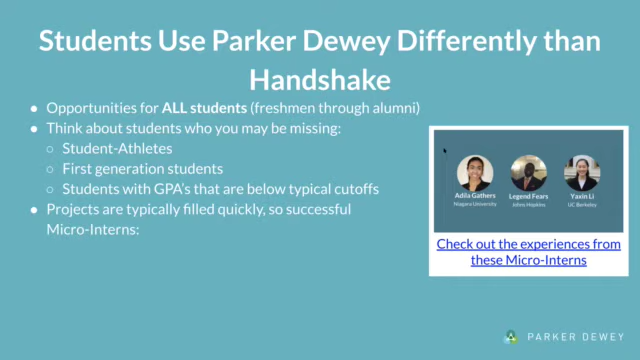 Students Use Parker Dewey Differently than
Handshake
● Opportunities for ALL students (freshmen through alumni)
● Think about students who you may be missing:
○ Student-Athletes
○ First generation students
○ Students with GPA's that are below typical cutoffs
● Projects are typically filled quickly, so successful
Micro-Interns:
Adila Gathers
Niagara University
Legend Fears
Johns Hopkins
Yaxin Li
UC Berkeley
Check out the experiences from
these Micro-Interns
PARKER DEWEY